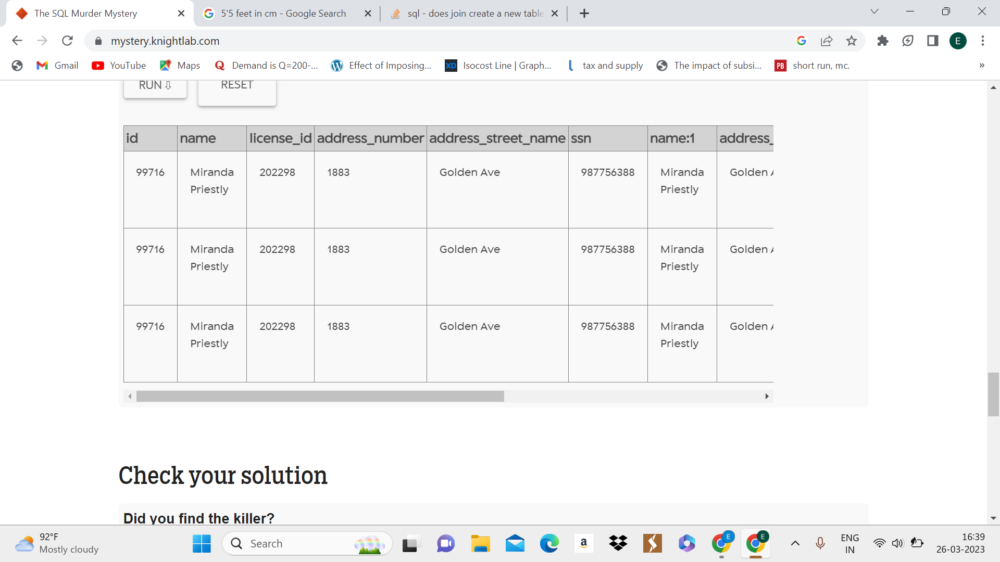 The SQL Murder Mystery
5'5 feet in cm - Google Search
sql - does join create a new table
mystery.knightlab.com
E
Gmail
YouTube
Maps
Demand is Q=200-...
Effect of Imposing...
XD
Isocost Line | Graph...
tax and supply
The impact of subsi...
PB
short run, mc.
»
RUN ⇩
RESET
id name license_id address_number address_street_name ssn name:1 address_
99716 Miranda Priestly 202298 1883 Golden Ave 987756388 Miranda Priestly Golden A
99716 Miranda Priestly 202298 1883 Golden Ave 987756388 Miranda Priestly Golden A
99716 Miranda Priestly 202298 1883 Golden Ave 987756388 Miranda Priestly Golden A
Check your solution
Did you find the killer?
92°F
Mostly cloudy
Search
a
E
E
ENG
IN
16:39
26-03-2023